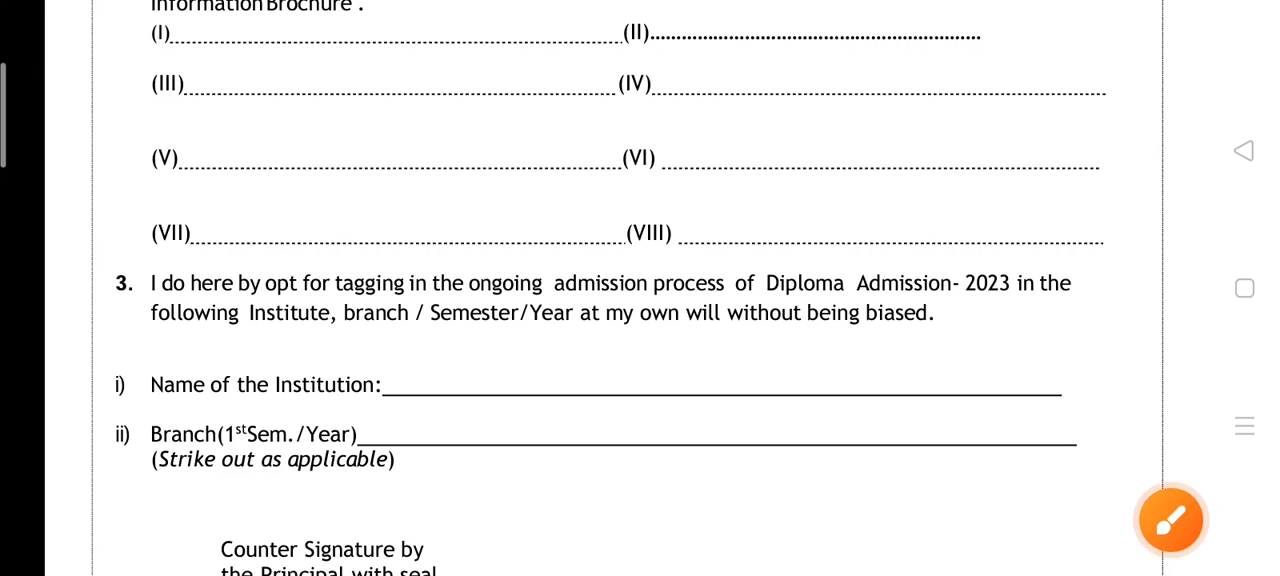 Information Brochure .
(I)............................................................(II)............................................................
(III)............................................................(IV)............................................................
(V)............................................................(VI) ............................................................
(VII)............................................................(VIII) ............................................................
3. I do here by opt for tagging in the ongoing admission process of Diploma Admission- 2023 in the
following Institute, branch / Semester/Year at my own will without being biased.
i) Name of the Institution:____________________________________________
ii) Branch(1stSem./Year)____________________________________________
(Strike out as applicable)
Counter Signature by
the Principal with seal